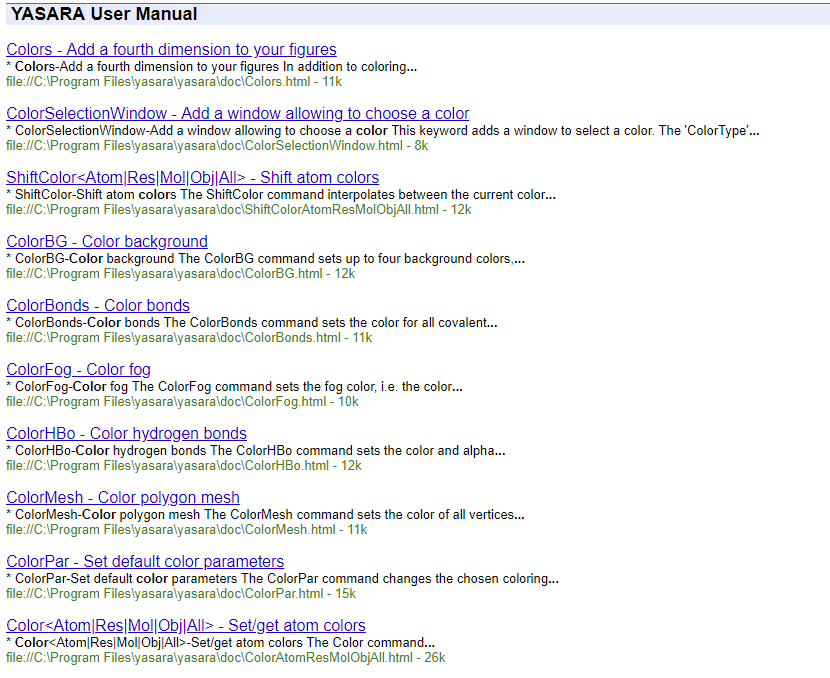 YASARA User Manual
Colors - Add a fourth dimension to your figures
* Colors-Add a fourth dimension to your figures In addition to coloring...
file://C:\Program Files\yasara\yasara\doc\Colors.html - 11k
ColorSelectionWindow - Add a window allowing to choose a color
* ColorSelectionWindow-Add a window allowing to choose a color This keyword adds a window to select a color. The 'ColorType'...
file://C:\Program Files\yasara\yasara\doc\ColorSelectionWindow.html - 8k
ShiftColor<Atom|Res|Mol|Obj|All> - Shift atom colors
* ShiftColor-Shift atom colors The ShiftColor command interpolates between the current color...
file://C:\Program Files\yasara\yasara\doc\ShiftColorAtomResMolObjAll.html - 12k
ColorBG - Color background
* ColorBG-Color background The ColorBG command sets up to four background colors,...
file://C:\Program Files\yasara\yasara\doc\ColorBG.html - 12k
ColorBonds - Color bonds
* ColorBonds-Color bonds The ColorBonds command sets the color for all covalent...
file://C:\Program Files\yasara\yasara\doc\ColorBonds.html - 11k
ColorFog - Color fog
* ColorFog-Color fog The ColorFog command sets the fog color, i.e. the color...
file://C:\Program Files\yasara\yasara\doc\ColorFog.html - 10k
ColorHBo - Color hydrogen bonds
* ColorHBo-Color hydrogen bonds The ColorHBo command sets the color and alpha...
file://C:\Program Files\yasara\yasara\doc\ColorHBo.html - 12k
ColorMesh - Color polygon mesh
* ColorMesh-Color polygon mesh The ColorMesh command sets the color of all vertices...
file://C:\Program Files\yasara\yasara\doc\ColorMesh.html - 11k
ColorPar - Set default color parameters
* ColorPar-Set default color parameters The ColorPar command changes the chosen coloring...
file://C:\Program Files\yasara\yasara\doc\ColorPar.html - 15k
Color<Atom|Res|Mol|Obj|All> - Set/get atom colors
* Color<Atom|Res|Mol|Obj|All>-Set/get atom colors The Color command...
file://C:\Program Files\yasara\yasara\doc\ColorAtomResMolObjAll.html - 26k